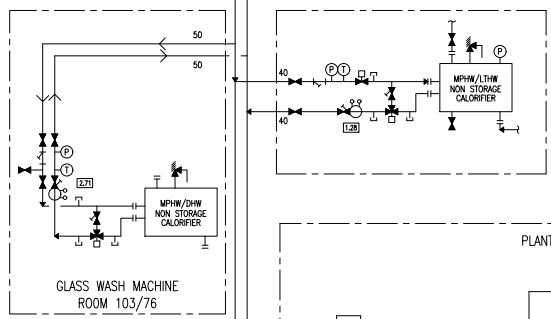 50
50
40
P
T
P
MPHW/LTHW
NON STORAGE
CALORIFIER
40
1.28
P
T
2.71
MPHW/DHW
NON STORAGE
CALORIFIER
PLANT
GLASS WASH MACHINE
ROOM 103/76